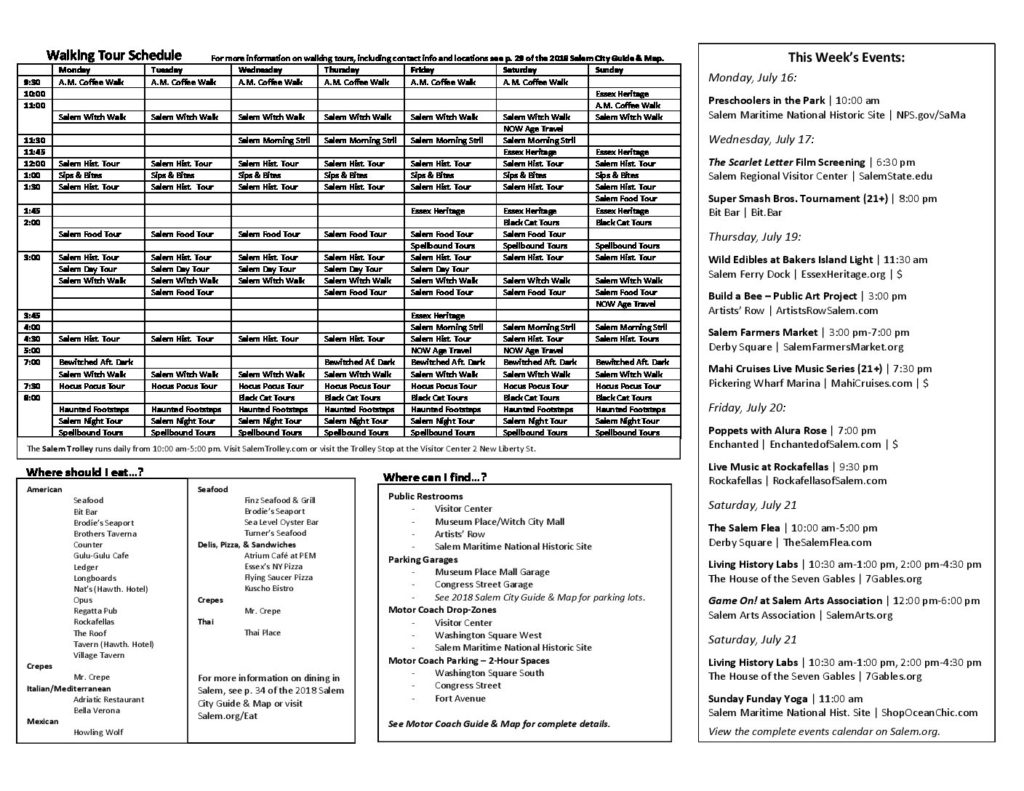 Walking Tour Schedule For more information on walking tours, including contact info and locations see p. 29 of the 2018 Salem City Guide & Map.
Monday Tuesday Wednesday Thursday Friday Saturday Sunday
9:30 A.M. Coffee Walk A.M. Coffee Walk A.M. Coffee Walk A.M. Coffee Walk A.M. Coffee Walk A.M. Coffee Walk
10:00 Essex Heritage
11:00 A.M. Coffee Walk
Salem Witch Walk Salem Witch Walk Salem Witch Walk Salem Witch Walk Salem Witch Walk Salem Witch Walk Salem Witch Walk
NOW Age Travel
11:30 Salem Morning Strll Salem Morning Strll Salem Morning Strll Salem Morning Strll
11:45 Essex Heritage Essex Heritage
12:00 Salem Hist. Tour Salem Hist. Tour Salem Hist. Tour Salem Hist. Tour Salem Hist. Tour Salem Hist. Tour Salem Hist. Tour
1:00 Sips & Bites Sips & Bites Sips & Bites Sips & Bites Sips & Bites Sips & Bites Sips & Bites
1:30 Salem Hist. Tour Salem Hist. Tour Salem Hist. Tour Salem Hist. Tour Salem Hist. Tour Salem Hist. Tour Salem Hist. Tour
Salem Food Tour
1:45 Essex Heritage Essex Heritage Essex Heritage
2:00 Black Cat Tours Black Cat Tours
Salem Food Tour Salem Food Tour Salem Food Tour Salem Food Tour Salem Food Tour Salem Food Tour
Spellbound Tours Spellbound Tours Spellbound Tours
3:00 Salem Hist. Tour Salem Hist. Tour Salem Hist. Tour Salem Hist. Tour Salem Hist. Tour Salem Hist. Tour Salem Hist. Tour
Salem Day Tour Salem Day Tour Salem Day Tour Salem Day Tour Salem Day Tour
Salem Witch Walk Salem Witch Walk Salem Witch Walk Salem Witch Walk Salem Witch Walk Salem Witch Walk Salem Witch Walk
Salem Food Tour Salem Food Tour Salem Food Tour Salem Food Tour Salem Food Tour
NOW Age Travel
3:45 Essex Heritage
4:00 Salem Morning Strll Salem Morning Strll Salem Morning Strll
4:30 Salem Hist. Tour Salem Hist. Tour Salem Hist. Tour Salem Hist. Tour Salem Hist. Tour Salem Hist. Tour Salem Hist. Tours
5:00 NOW Age Travel NOW Age Travel
7:00 Bewitched Aft. Dark Bewitched Af. Dark Bewitched Aft. Dark Bewitched Aft. Dark Bewitched Aft. Dark
Salem Witch Walk Salem Witch Walk Salem Witch Walk Salem Witch Walk Salem Witch Walk Salem Witch Walk Salem Witch Walk
7:30 Hocus Pocus Tour Hocus Pocus Tour Hocus Pocus Tour Hocus Pocus Tour Hocus Pocus Tour Hocus Pocus Tour Hocus Pocus Tour
8:00 Black Cat Tours Black Cat Tours Black Cat Tours Black Cat Tours Black Cat Tours
Haunted Footsteps Haunted Footsteps Haunted Footsteps Haunted Footsteps Haunted Footsteps Haunted Footsteps Haunted Footsteps
Salem Night Tour Salem Night Tour Salem Night Tour Salem Night Tour Salem Night Tour Salem Night Tour Salem Night Tour
Spellbound Tours Spellbound Tours Spellbound Tours Spellbound Tours Spellbound Tours Spellbound Tours Spellbound Tours
The Salem Trolley runs daily from 10:00 am-5:00 pm. Visit SalemTrolley.com or visit the Trolley Stop at the Visitor Center 2 New Liberty St.
Where should I eat...?
American
Seafood
Bit Bar
Brodie's Seaport
Brothers Taverna
Counter
Gulu-Gulu Cafe
Ledger
Longboards
Nat's (Hawth. Hotel)
Opus
Regatta Pub
Rockafellas
The Roof
Tavern (Hawth. Hotel)
Village Tavern
Crepes
Mr. Crepe
Italian/Mediterranean
Adriatic Restaurant
Bella Verona
Mexican
Howling Wolf
Seafood
Finz Seafood & Grill
Brodie's Seaport
Sea Level Oyster Bar
Turner's Seafood
Delis, Pizza, & Sandwiches
Atrium Café at PEM
Essex's NY Pizza
Flying Saucer Pizza
Kuscho Bistro
Crepes
Mr. Crepe
Thai
Thai Place
For more information on dining in
Salem, see p. 34 of the 2018 Salem
City Guide & Map or visit
Salem.org/Eat
Where can I find...?
Public Restrooms
- Visitor Center
- Museum Place/Witch City Mall
- Artists' Row
- Salem Maritime National Historic Site
Parking Garages
- Museum Place Mall Garage
- Congress Street Garage
- See 2018 Salem City Guide & Map for parking lots.
Motor Coach Drop-Zones
- Visitor Center
- Washington Square West
- Salem Maritime National Historic Site
Motor Coach Parking – 2-Hour Spaces
- Washington Square South
- Congress Street
- Fort Avenue
See Motor Coach Guide & Map for complete details.
This Week's Events:
Monday, July 16:
Preschoolers in the Park | 10:00 am
Salem Maritime National Historic Site | NPS.gov/SaMa
Wednesday, July 17:
The Scarlet Letter Film Screening | 6:30 pm
Salem Regional Visitor Center | SalemState.edu
Super Smash Bros. Tournament (21+) | 8:00 pm
Bit Bar | Bit.Bar
Thursday, July 19:
Wild Edibles at Bakers Island Light | 11:30 am
Salem Ferry Dock | EssexHeritage.org | $
Build a Bee – Public Art Project | 3:00 pm
Artists' Row | ArtistsRowSalem.com
Salem Farmers Market | 3:00 pm-7:00 pm
Derby Square | SalemFarmersMarket.org
Mahi Cruises Live Music Series (21+) | 7:30 pm
Pickering Wharf Marina | MahiCruises.com | $
Friday, July 20:
Poppets with Alura Rose | 7:00 pm
Enchanted | EnchantedofSalem.com | $
Live Music at Rockafellas | 9:30 pm
Rockafellas | RockafellasofSalem.com
Saturday, July 21
The Salem Flea | 10:00 am-5:00 pm
Derby Square | TheSalemFlea.com
Living History Labs | 10:30 am-1:00 pm, 2:00 pm-4:30 pm
The House of the Seven Gables | 7Gables.org
Game On! at Salem Arts Association | 12:00 pm-6:00 pm
Salem Arts Association | SalemArts.org
Saturday, July 21
Living History Labs | 10:30 am-1:00 pm, 2:00 pm-4:30 pm
The House of the Seven Gables | 7Gables.org
Sunday Funday Yoga | 11:00 am
Salem Maritime National Hist. Site | ShopOceanChic.com
View the complete events calendar on Salem.org.